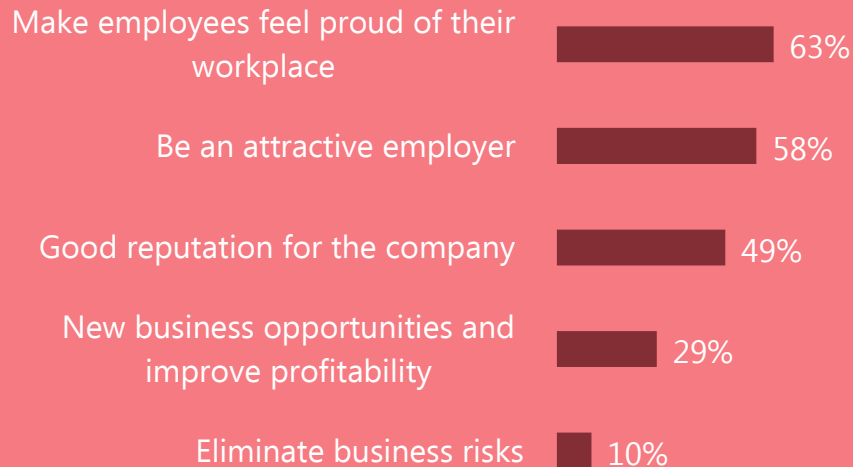 Make employees feel proud of their
workplace
63%
Be an attractive employer
58%
Good reputation for the company
49%
New business opportunities and
improve profitability
29%
Eliminate business risks
10%